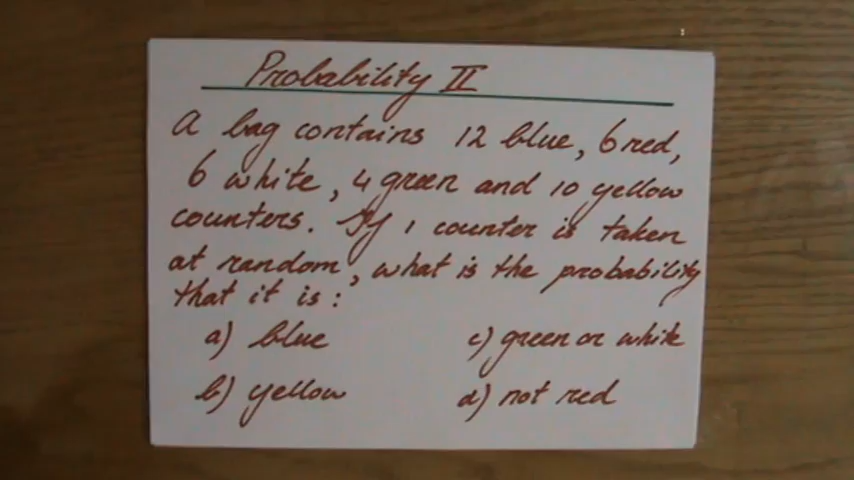 Probability II
A bag contains 12 blue, 6 red,
6 white, 4 green and 10 yellow
counters. If 1 counter is taken
at random, what is the probability
that it is:
a) blue
c) green or white
b) yellow
d) not red